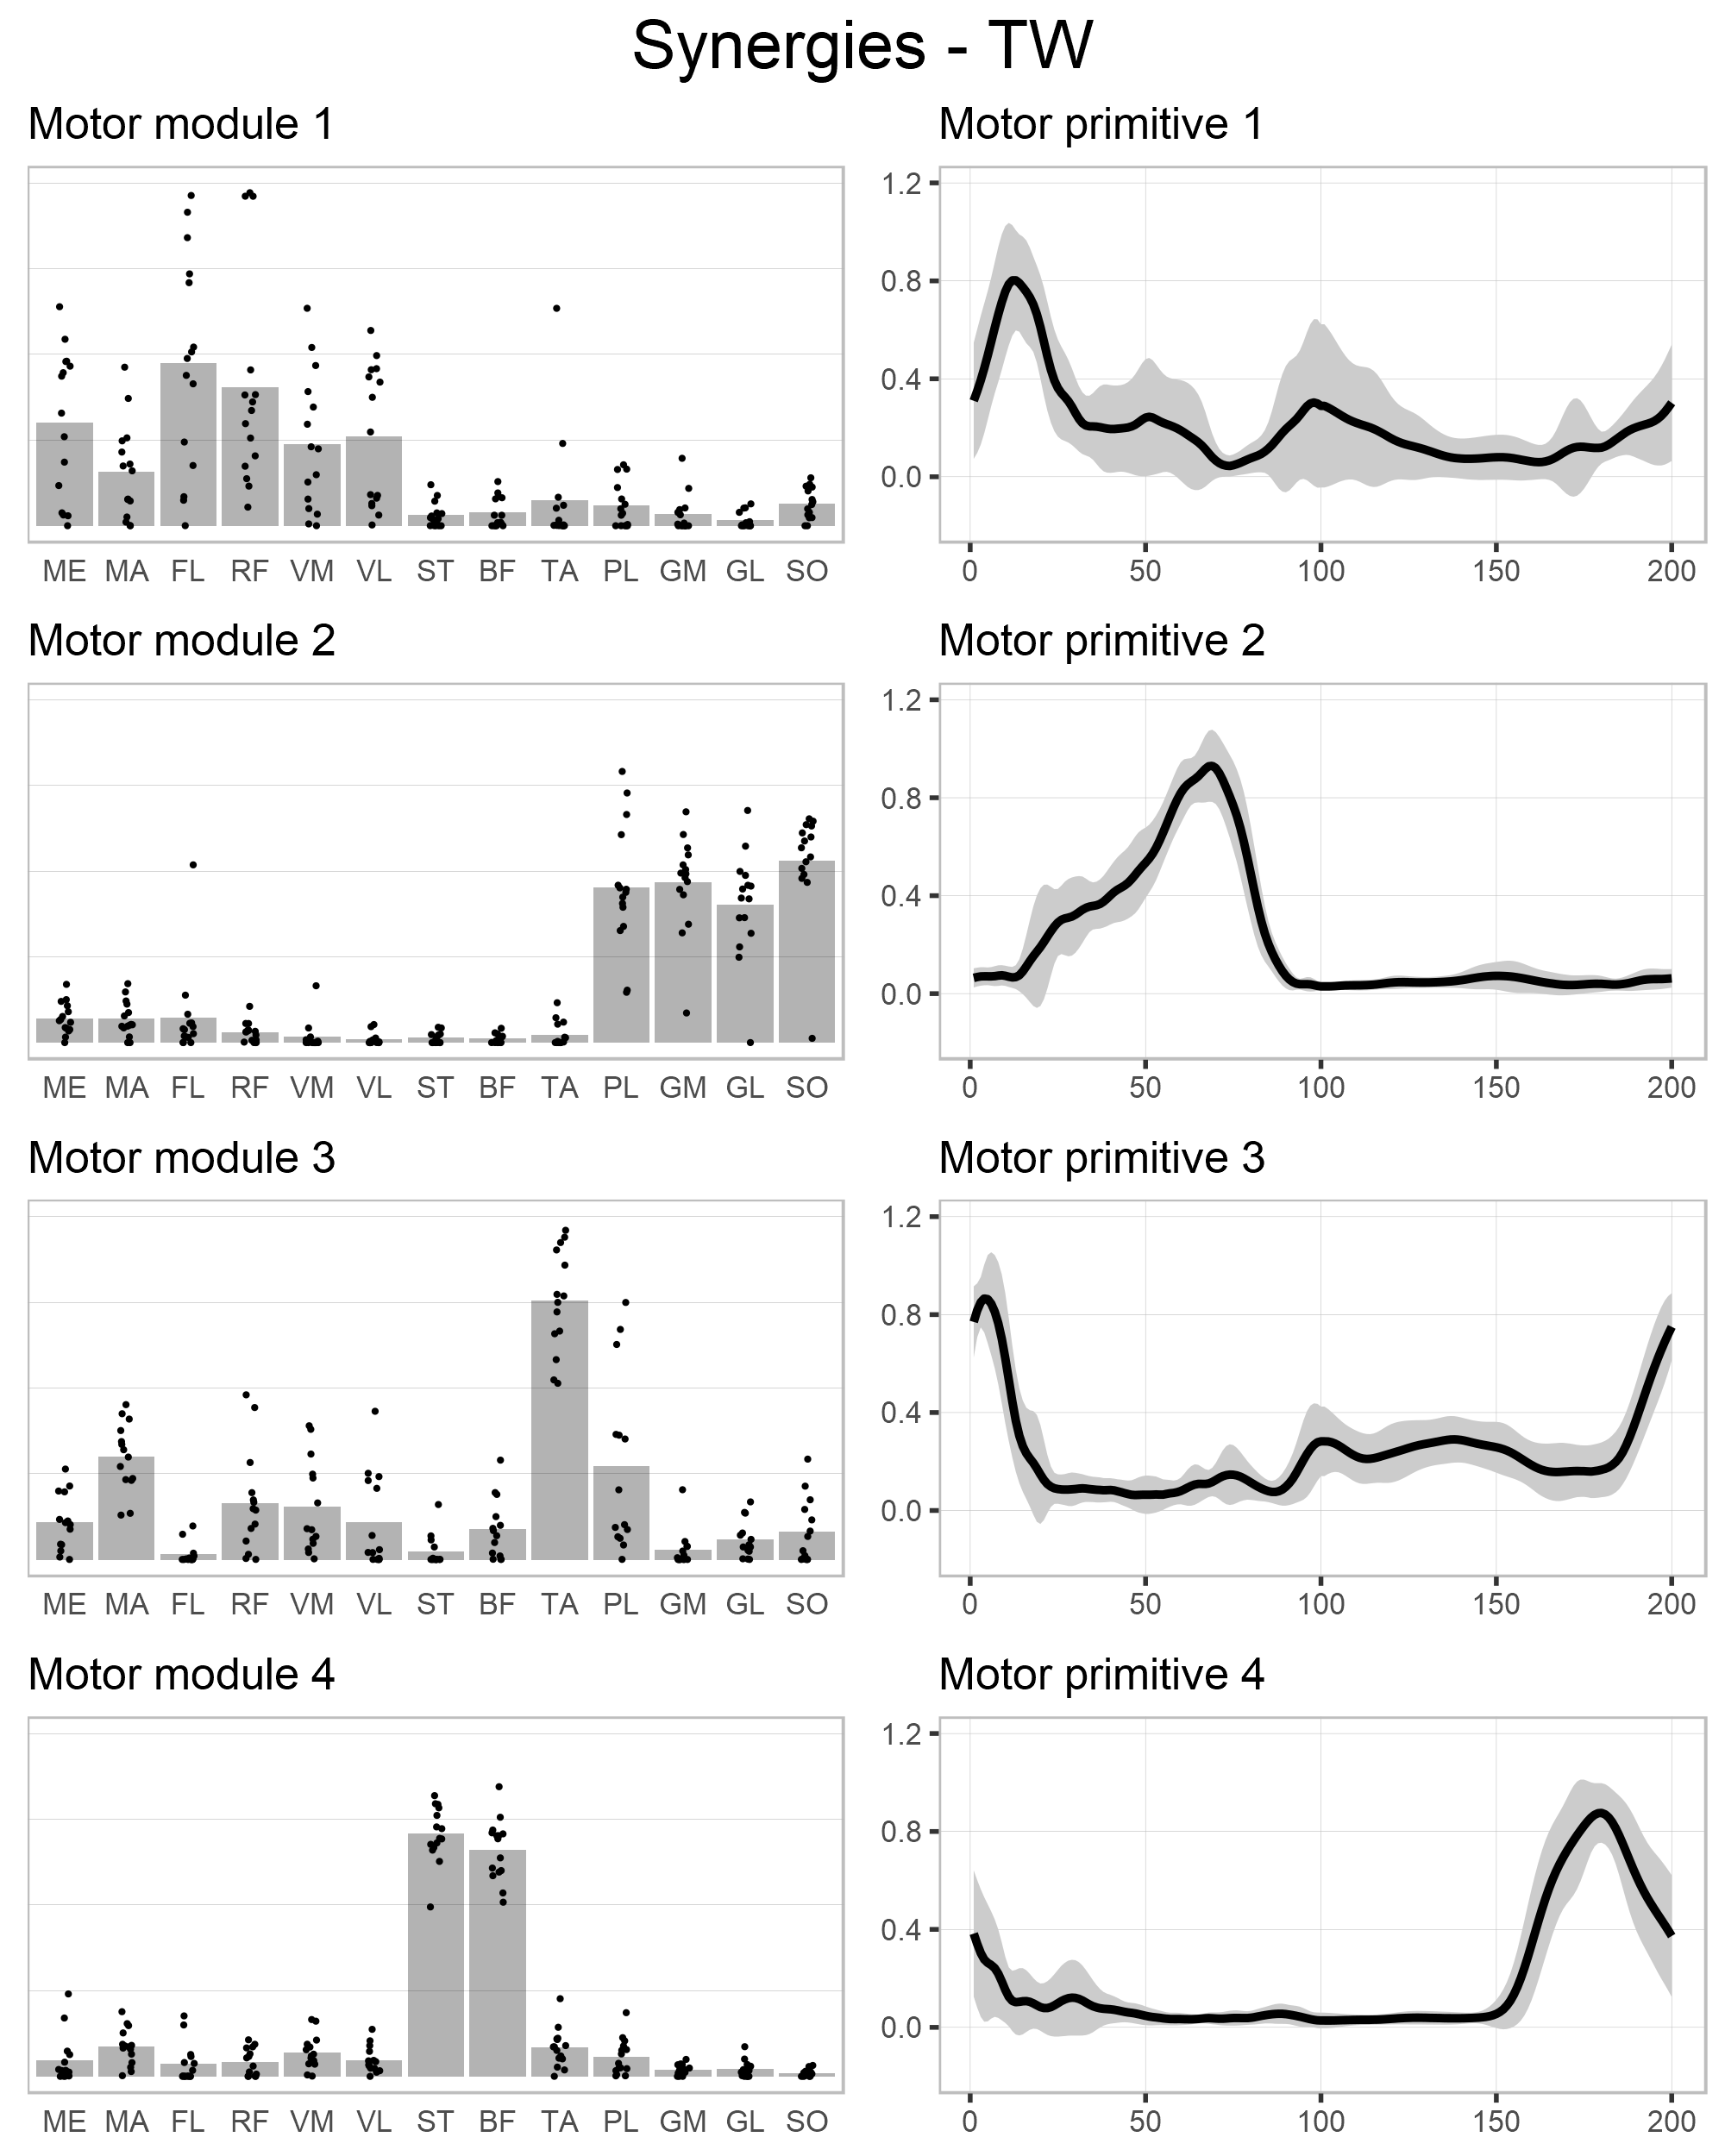 Synergies - TW
Motor module 1
Motor primitive 1
1.2
0.8
0.4
0.0
ME MA FL RF VM VL ST BF TA PL GM GL SO
0 50 100 150 200
Motor module 2
Motor primitive 2
1.2
0.8
0.4
0.0
ME MA FL RF VM VL ST BF TA PL GM GL SO
0 50 100 150 200
Motor module 3
Motor primitive 3
1.2
0.8
0.4
0.0
ME MA FL RF VM VL ST BF TA PL GM GL SO
0 50 100 150 200
Motor module 4
Motor primitive 4
1.2
0.8
0.4
0.0
ME MA FL RF VM VL ST BF TA PL GM GL SO
0 50 100 150 200